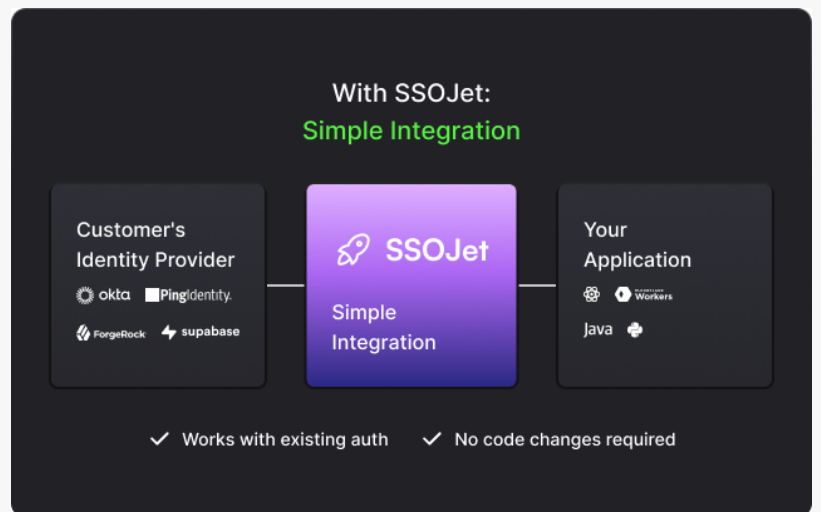 With SSOJet:
Simple Integration
Customer's
Identity Provider
okta PingIdentity.
ForgeRock supabase
SSOJet
Simple
Integration
Your
Application
Workers
Java
Works with existing auth
No code changes required